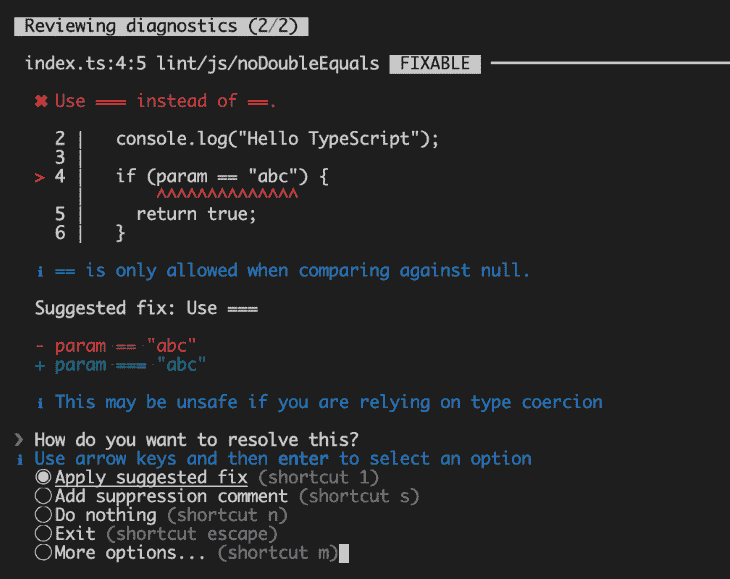 Reviewing diagnostics (2/2)
index.ts:4:5 lint/js/noDoubleEquals FIXABLE
✖ Use === instead of ==.
2 | console.log("Hello TypeScript");
3 |
> 4 | if (param == "abc") {
| ^^^^^^^^^^^^^^
5 | return true;
6 | }
ℹ == is only allowed when comparing against null.
Suggested fix: Use ===
- param == "abc"
+ param === "abc"
ℹ This may be unsafe if you are relying on type coercion
❯ How do you want to resolve this?
ℹ Use arrow keys and then enter to select an option
◉Apply suggested fix (shortcut 1)
◯Add suppression comment (shortcut s)
◯Do nothing (shortcut n)
◯Exit (shortcut escape)
◯More options... (shortcut m)